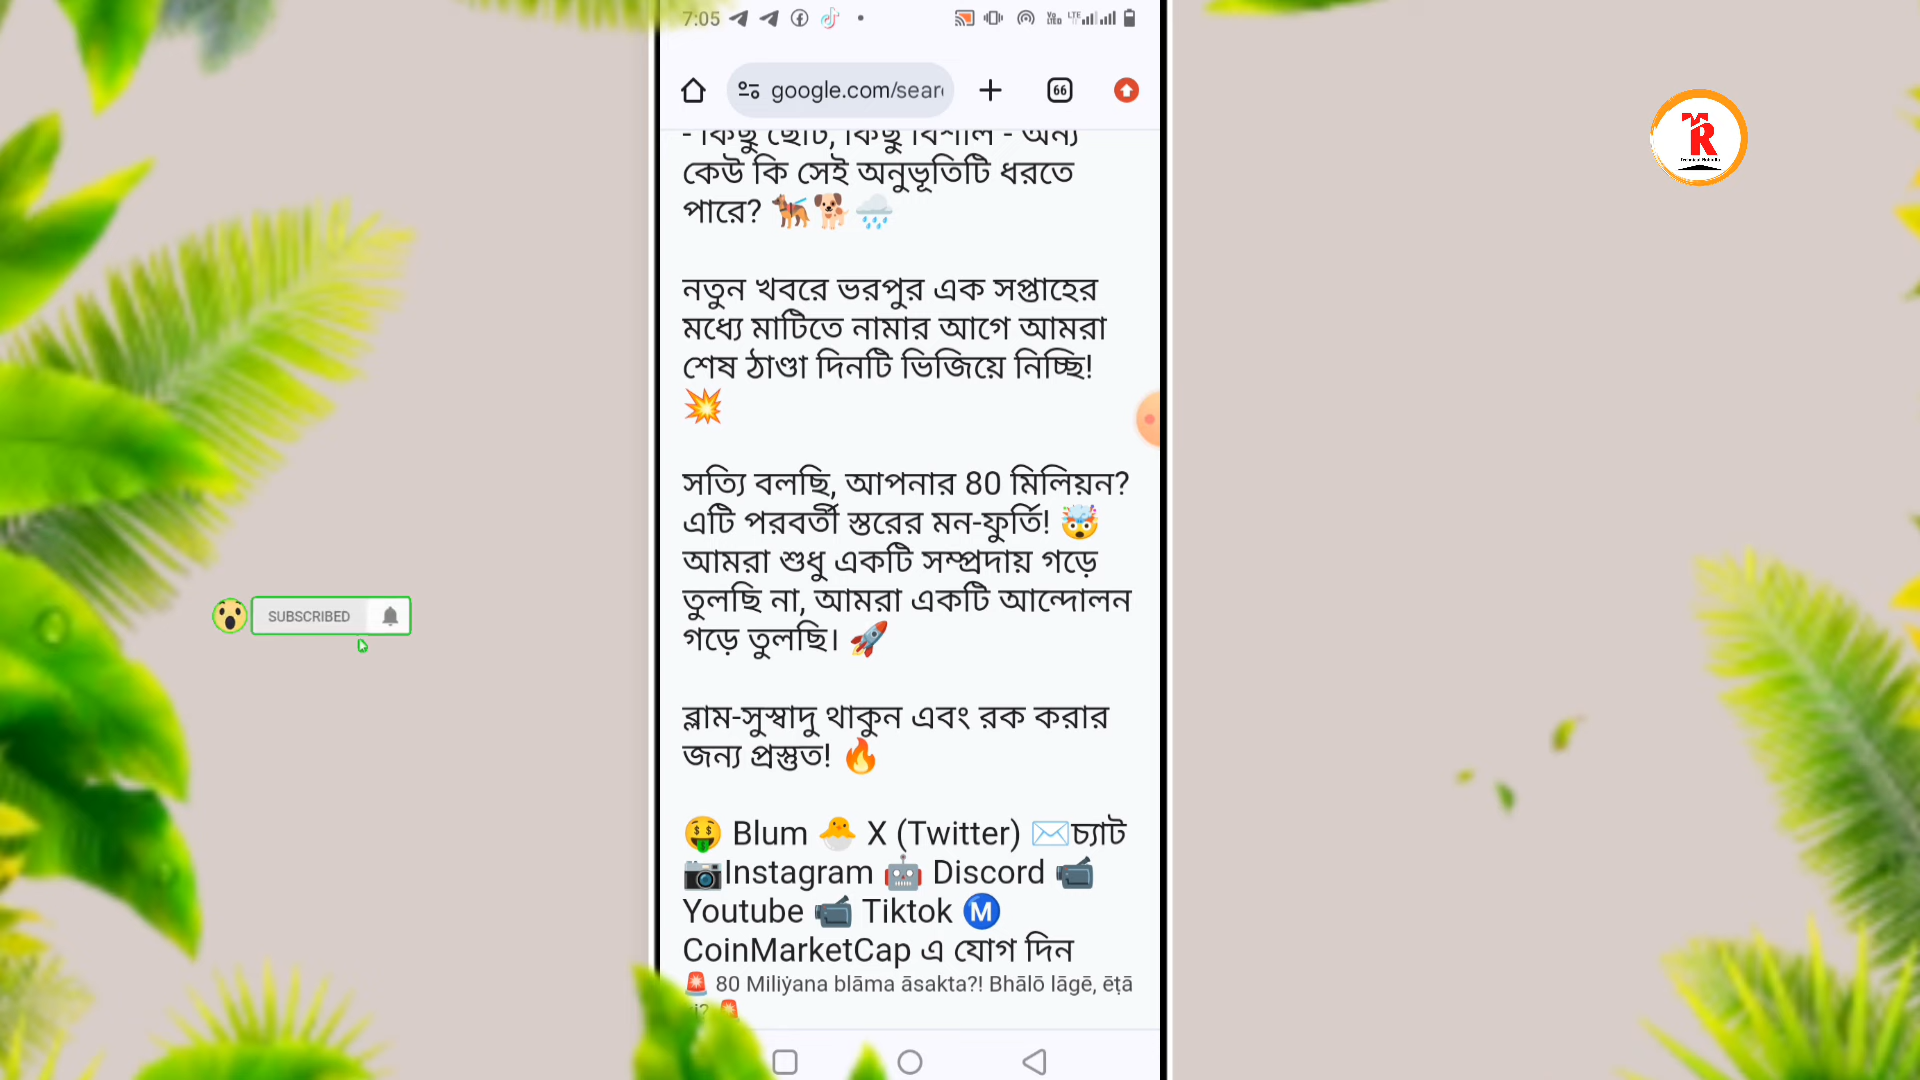 7:05
google.com/sear
66
- কিছু ছোট, কিছু বিশাল - অন্য
কেউ কি সেই অনুভূতিটি ধরতে
পারে? 🐕‍🦺🐕🌧️
নতুন খবরে ভরপুর এক সপ্তাহের
মধ্যে মাটিতে নামার আগে আমরা
শেষ ঠাণ্ডা দিনটি ভিজিয়ে নিচ্ছি!
💥
সত্যি বলছি, আপনার 80 মিলিয়ন?
এটি পরবর্তী স্তরের মন-ফুর্তি! 🤯
আমরা শুধু একটি সম্প্রদায় গড়ে
তুলছি না, আমরা একটি আন্দোলন
গড়ে তুলছি। 🚀
ব্লাম-সুস্বাদু থাকুন এবং রক করার
জন্য প্রস্তুত! 🔥
🤑 Blum 🐣 X (Twitter) ✉️চ্যাট
📷Instagram 🤖 Discord 📹
Youtube 📹 Tiktok Ⓜ️
CoinMarketCap এ যোগ দিন
🚨 80 Miliẏana blāma āsakta?! Bhālō lāgē, ēṭā
SUBSCRIBED